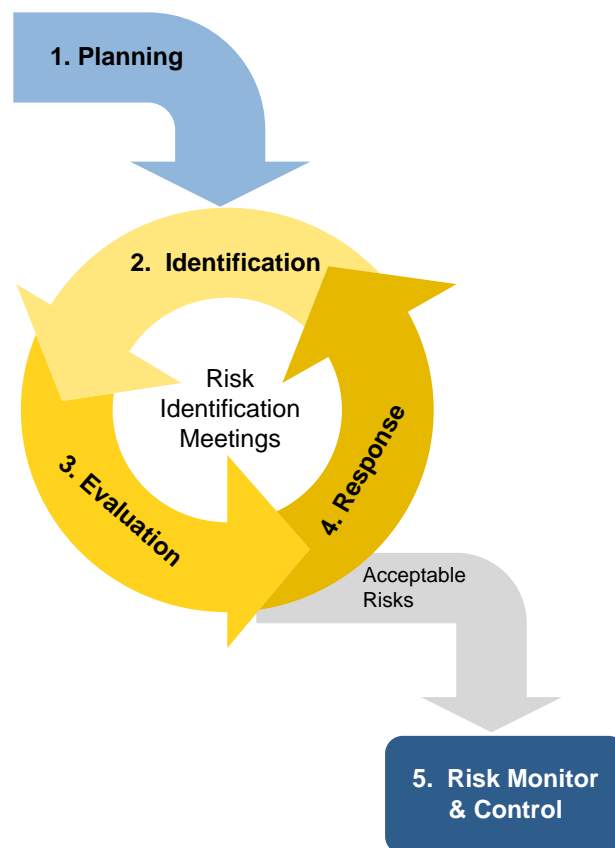 1. Planning
2. Identification
Risk
Identification
Meetings
3. Evaluation
4. Response
Acceptable
Risks
5. Risk Monitor
& Control